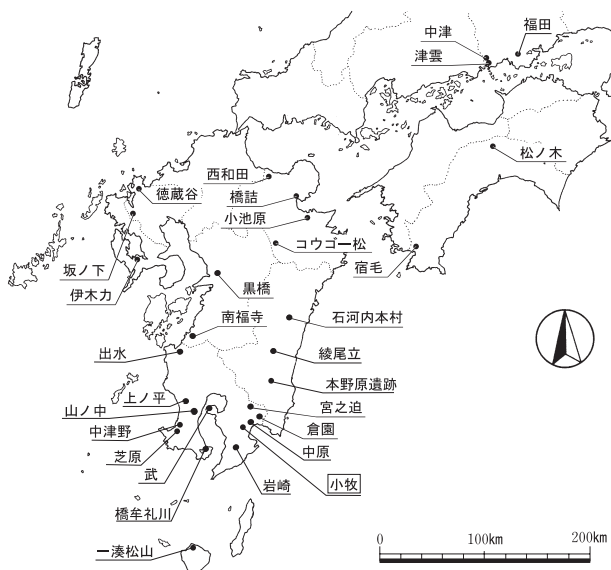 中津
福田
津雲
松ノ木
西和田
徳蔵谷
橋詰
小池原
コウゴー松
宿毛
坂ノ下
伊木力
黒橋
南福寺
石河内本村
出水
綾尾立
本野原遺跡
上ノ平
宮之迫
山ノ中
倉園
中津野
中原
芝原
武
小牧
岩崎
橋牟礼川
一湊松山
0 100km 200km